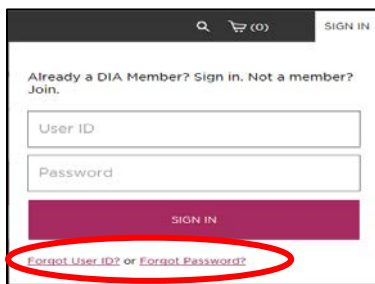 (0) SIGN IN
Already a DIA Member? Sign in. Not a member?
Join.
User ID
Password
SIGN IN
Forgot User ID? or Forgot Password?